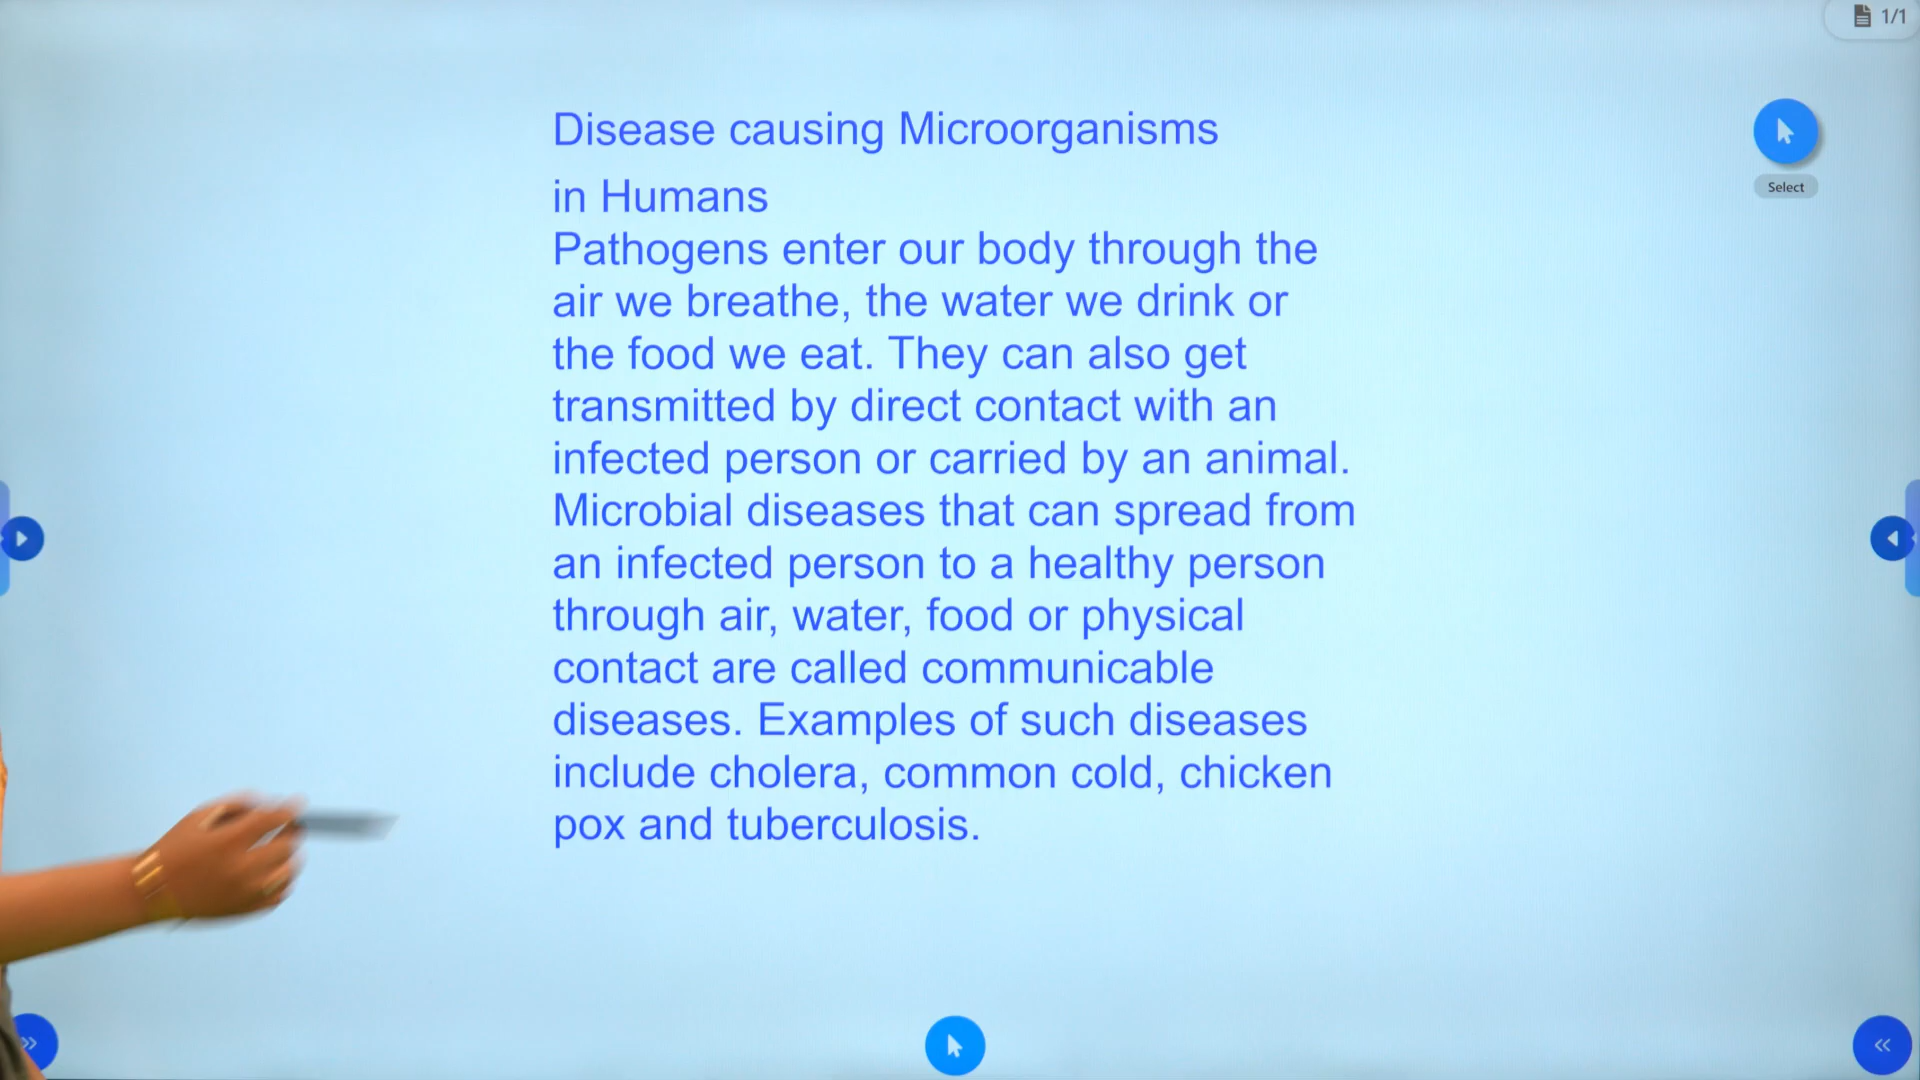 1/1
Disease causing Microorganisms
Select
in Humans
Pathogens enter our body through the
air we breathe, the water we drink or
the food we eat. They can also get
transmitted by direct contact with an
infected person or carried by an animal.
Microbial diseases that can spread from
an infected person to a healthy person
through air, water, food or physical
contact are called communicable
diseases. Examples of such diseases
include cholera, common cold, chicken
pox and tuberculosis.